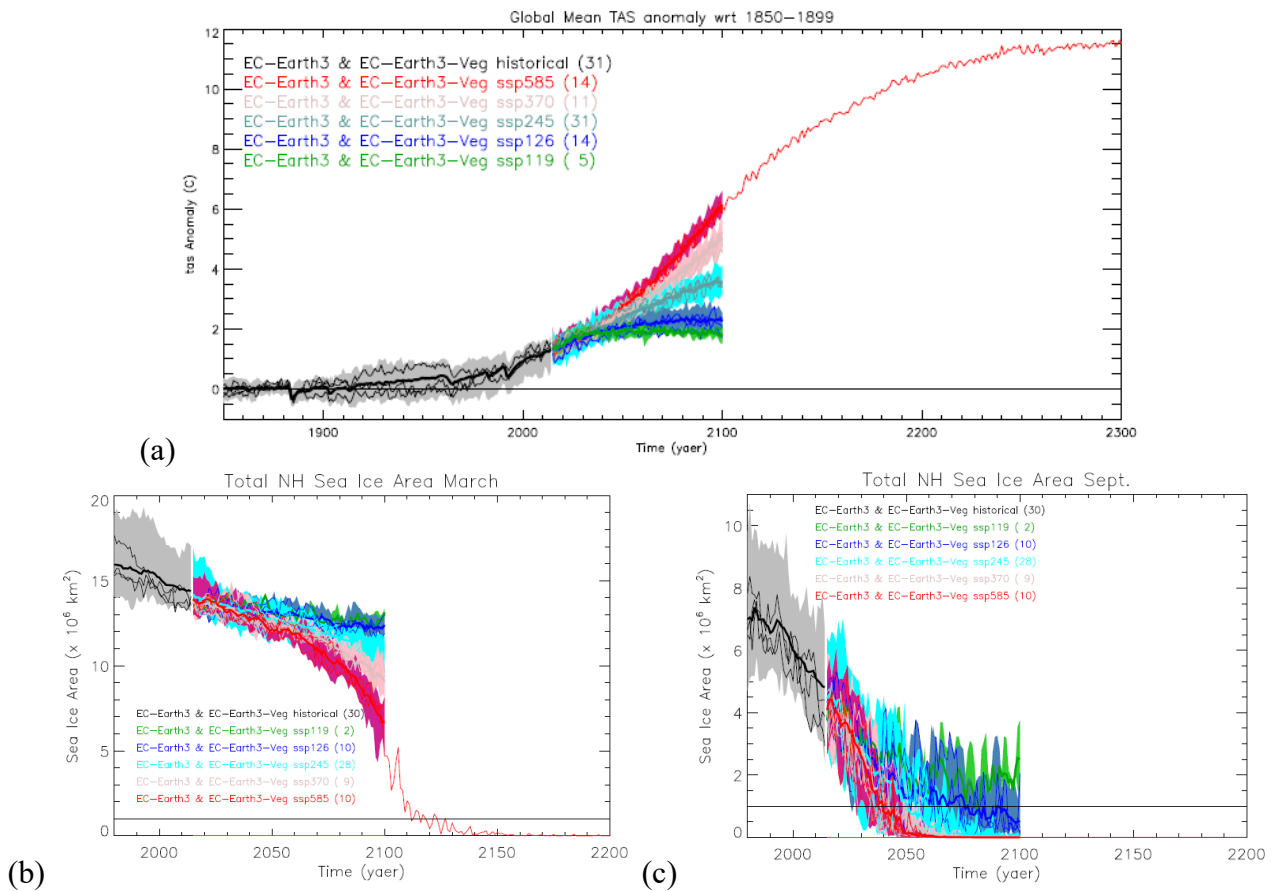 Global Mean TAS anomaly wrt 1850−1899
12
10
8
6
4
2
0
tas Anomaly (C)
EC−Earth3 & EC−Earth3−Veg historical (31)
EC−Earth3 & EC−Earth3−Veg ssp585 (14)
EC−Earth3 & EC−Earth3−Veg ssp370 (11)
EC−Earth3 & EC−Earth3−Veg ssp245 (31)
EC−Earth3 & EC−Earth3−Veg ssp126 (14)
EC−Earth3 & EC−Earth3−Veg ssp119 ( 5)
1900 2000 2100 2200 2300
Time (yaer)
(a)
Total NH Sea Ice Area March
20
15
10
5
0
Sea Ice Area (x 10⁶ km²)
EC−Earth3 & EC−Earth3−Veg historical (30)
EC−Earth3 & EC−Earth3−Veg ssp119 ( 2)
EC−Earth3 & EC−Earth3−Veg ssp126 (10)
EC−Earth3 & EC−Earth3−Veg ssp245 (28)
EC−Earth3 & EC−Earth3−Veg ssp370 ( 9)
EC−Earth3 & EC−Earth3−Veg ssp585 (10)
2000 2050 2100 2150 2200
Time (yaer)
(b)
Total NH Sea Ice Area Sept.
10
8
6
4
2
0
Sea Ice Area (x 10⁶ km²)
EC−Earth3 & EC−Earth3−Veg historical (30)
EC−Earth3 & EC−Earth3−Veg ssp119 ( 2)
EC−Earth3 & EC−Earth3−Veg ssp126 (10)
EC−Earth3 & EC−Earth3−Veg ssp245 (28)
EC−Earth3 & EC−Earth3−Veg ssp370 ( 9)
EC−Earth3 & EC−Earth3−Veg ssp585 (10)
2000 2050 2100 2150 2200
Time (yaer)
(c)